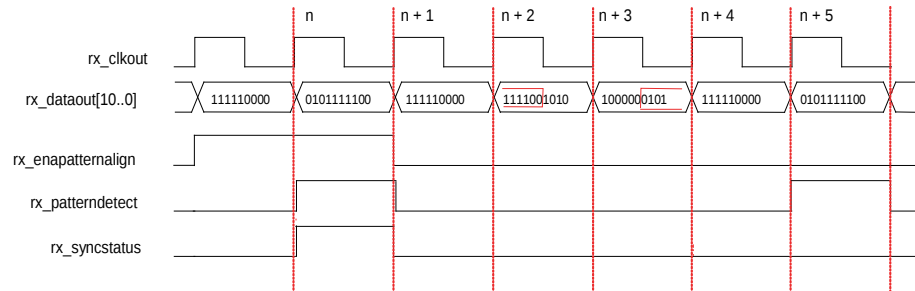 n n + 1 n + 2 n + 3 n + 4 n + 5
rx_clkout
rx_dataout[10..0] 111110000 0101111100 111110000 1111001010 1000000101 111110000 0101111100
rx_enapatternalign
rx_patterndetect
rx_syncstatus